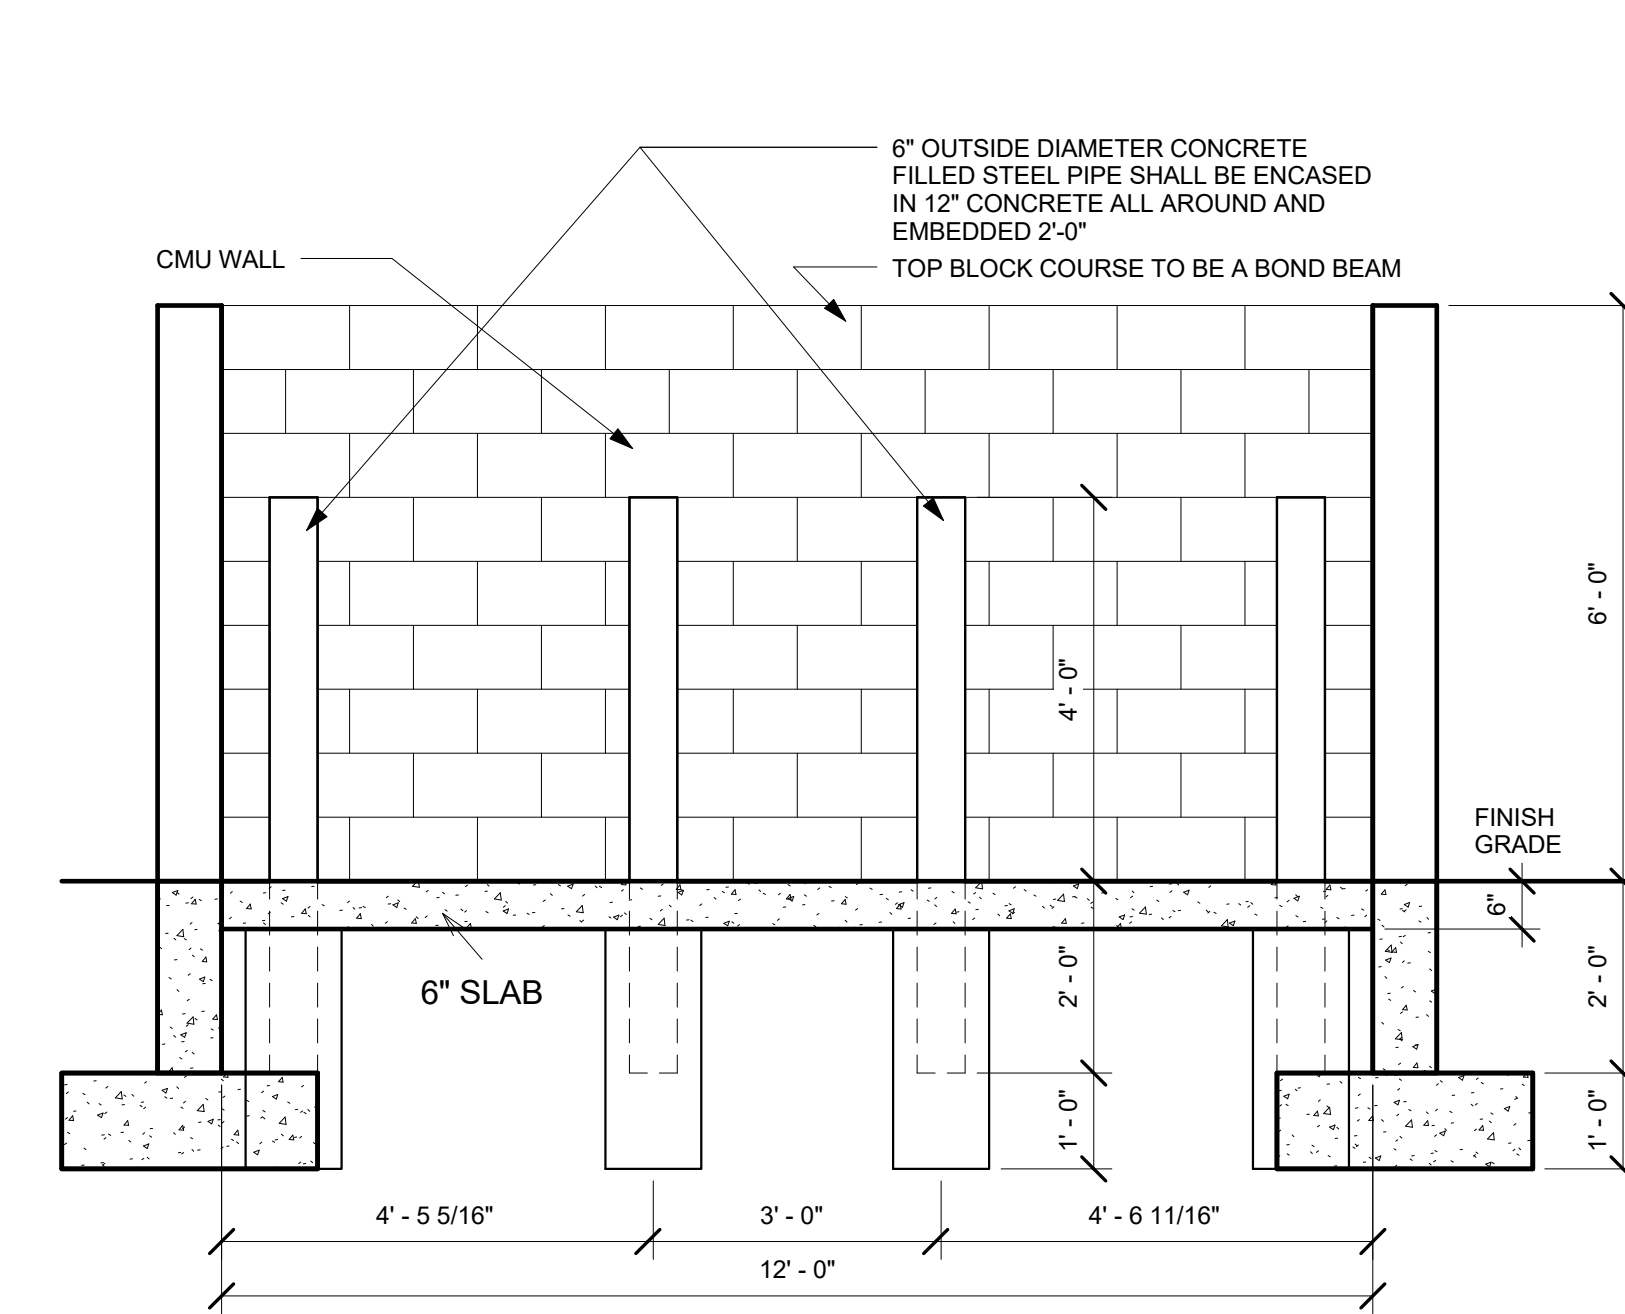 6" OUTSIDE DIAMETER CONCRETE
FILLED STEEL PIPE SHALL BE ENCASED
IN 12" CONCRETE ALL AROUND AND
EMBEDDED 2'-0"
CMU WALL
TOP BLOCK COURSE TO BE A BOND BEAM
6' - 0"
4' - 0"
FINISH
GRADE
6"
6" SLAB
2' - 0"
2' - 0"
1' - 0"
1' - 0"
4' - 5 5/16"
3' - 0"
4' - 6 11/16"
12' - 0"